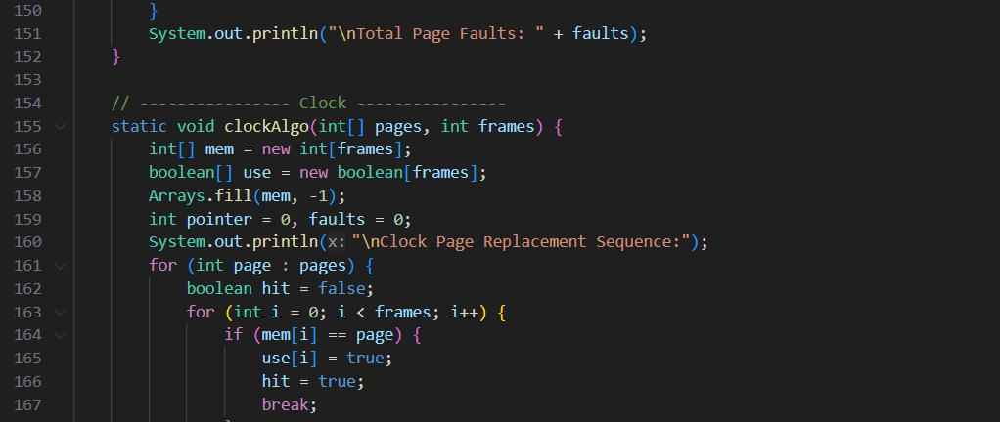 150 }
151 System.out.println("\nTotal Page Faults: " + faults);
152 }
153
154 // ---------------- Clock ----------------
155 static void clockAlgo(int[] pages, int frames) {
156 int[] mem = new int[frames];
157 boolean[] use = new boolean[frames];
158 Arrays.fill(mem, -1);
159 int pointer = 0, faults = 0;
160 System.out.println(x: "\nClock Page Replacement Sequence:");
161 for (int page : pages) {
162 boolean hit = false;
163 for (int i = 0; i < frames; i++) {
164 if (mem[i] == page) {
165 use[i] = true;
166 hit = true;
167 break;